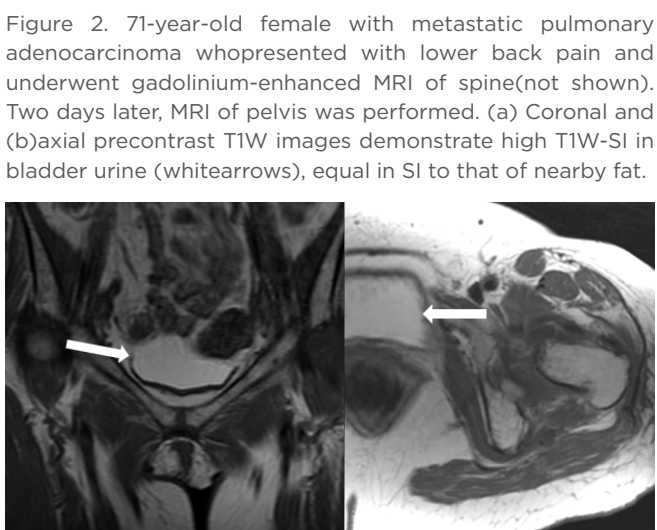 Figure 2. 71-year-old female with metastatic pulmonary
adenocarcinoma whopresented with lower back pain and
underwent gadolinium-enhanced MRI of spine(not shown).
Two days later, MRI of pelvis was performed. (a) Coronal and
(b)axial precontrast T1W images demonstrate high T1W-SI in
bladder urine (whitearrows), equal in SI to that of nearby fat.